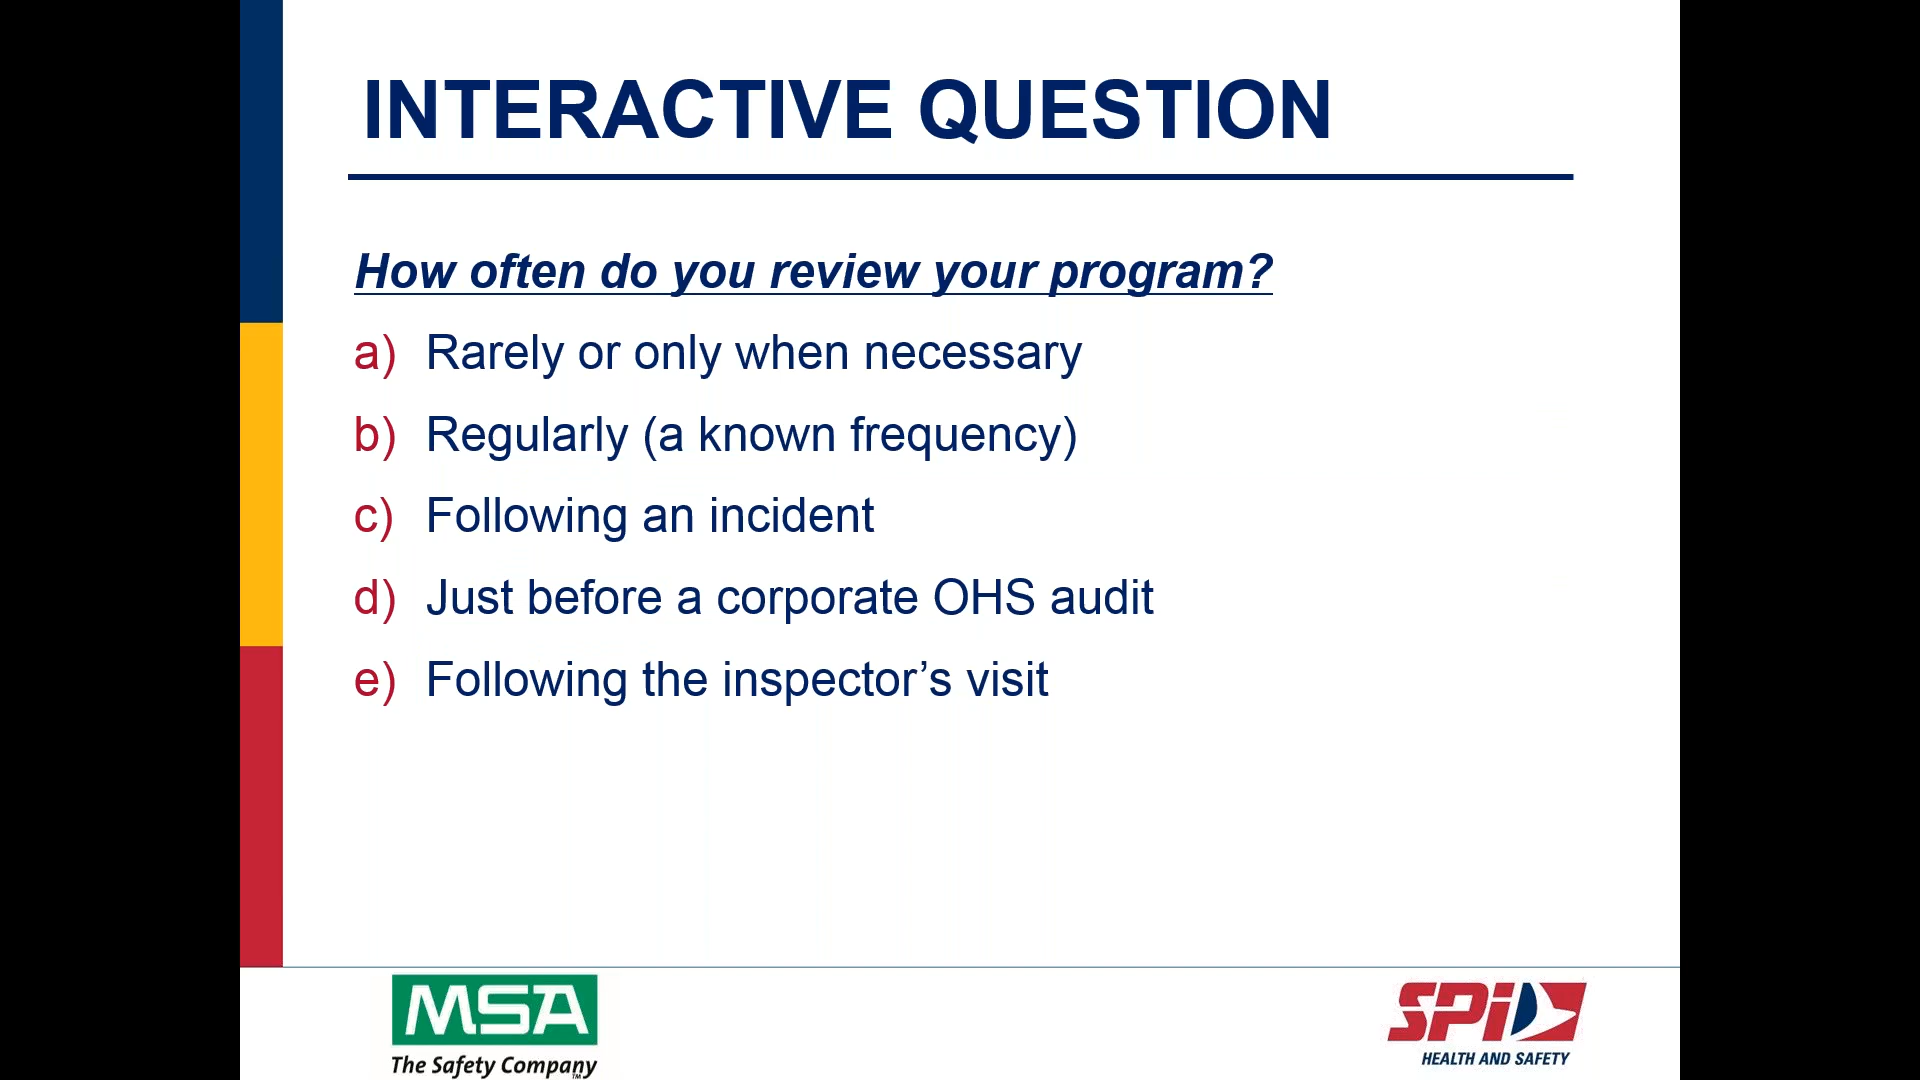 INTERACTIVE QUESTION
How often do you review your program?
a) Rarely or only when necessary
b) Regularly (a known frequency)
c) Following an incident
d) Just before a corporate OHS audit
e) Following the inspector’s visit
MSA
The Safety Company™
SPI
HEALTH AND SAFETY